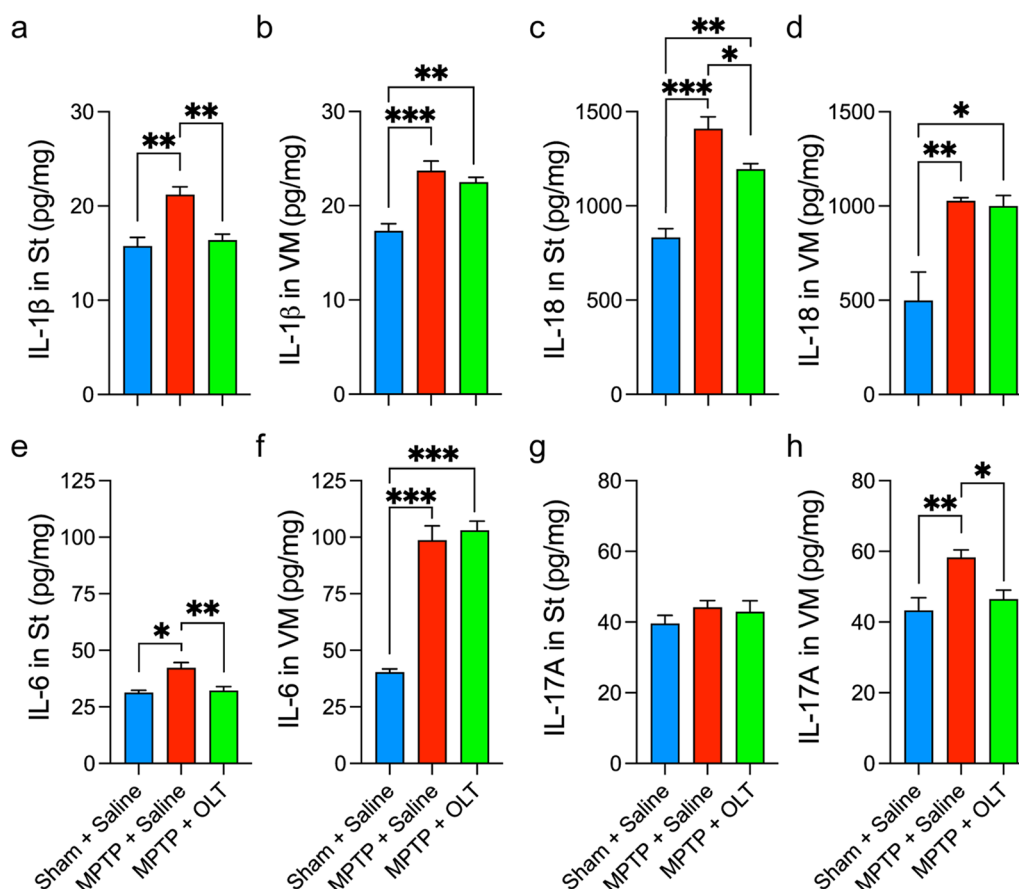 a
b
c
d
IL-1β in St (pg/mg)
30
20
10
0
**
**
IL-1β in VM (pg/mg)
30
20
10
0
***
**
IL-18 in St (pg/mg)
1500
1000
500
0
***
**
*
IL-18 in VM (pg/mg)
1500
1000
500
0
**
*
e
f
g
h
IL-6 in St (pg/mg)
125
100
75
50
25
0
*
**
Sham + Saline
MPTP + Saline
MPTP + OLT
IL-6 in VM (pg/mg)
125
100
75
50
25
0
***
***
Sham + Saline
MPTP + Saline
MPTP + OLT
IL-17A in St (pg/mg)
80
60
40
20
0
Sham + Saline
MPTP + Saline
MPTP + OLT
IL-17A in VM (pg/mg)
80
60
40
20
0
**
*
Sham + Saline
MPTP + Saline
MPTP + OLT